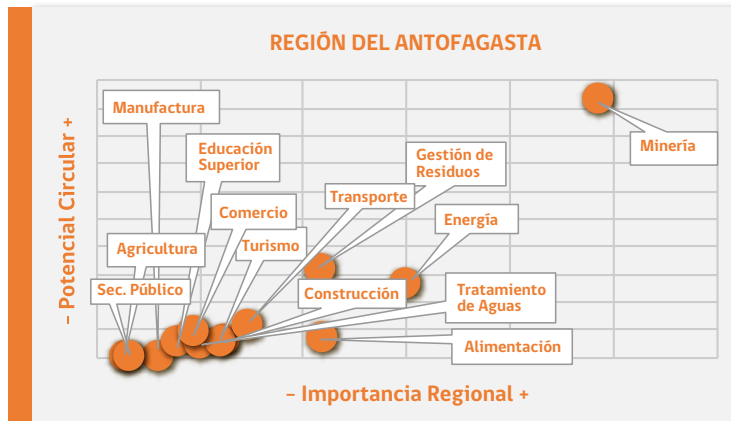 REGIÓN DEL ANTOFAGASTA
Manufactura
Educación
Superior
Gestión de
Residuos
Minería
Transporte
Comercio
Energía
Agricultura
Turismo
Sec. Público
Construcción
Tratamiento
de Aguas
Alimentación
– Potencial Circular +
– Importancia Regional +